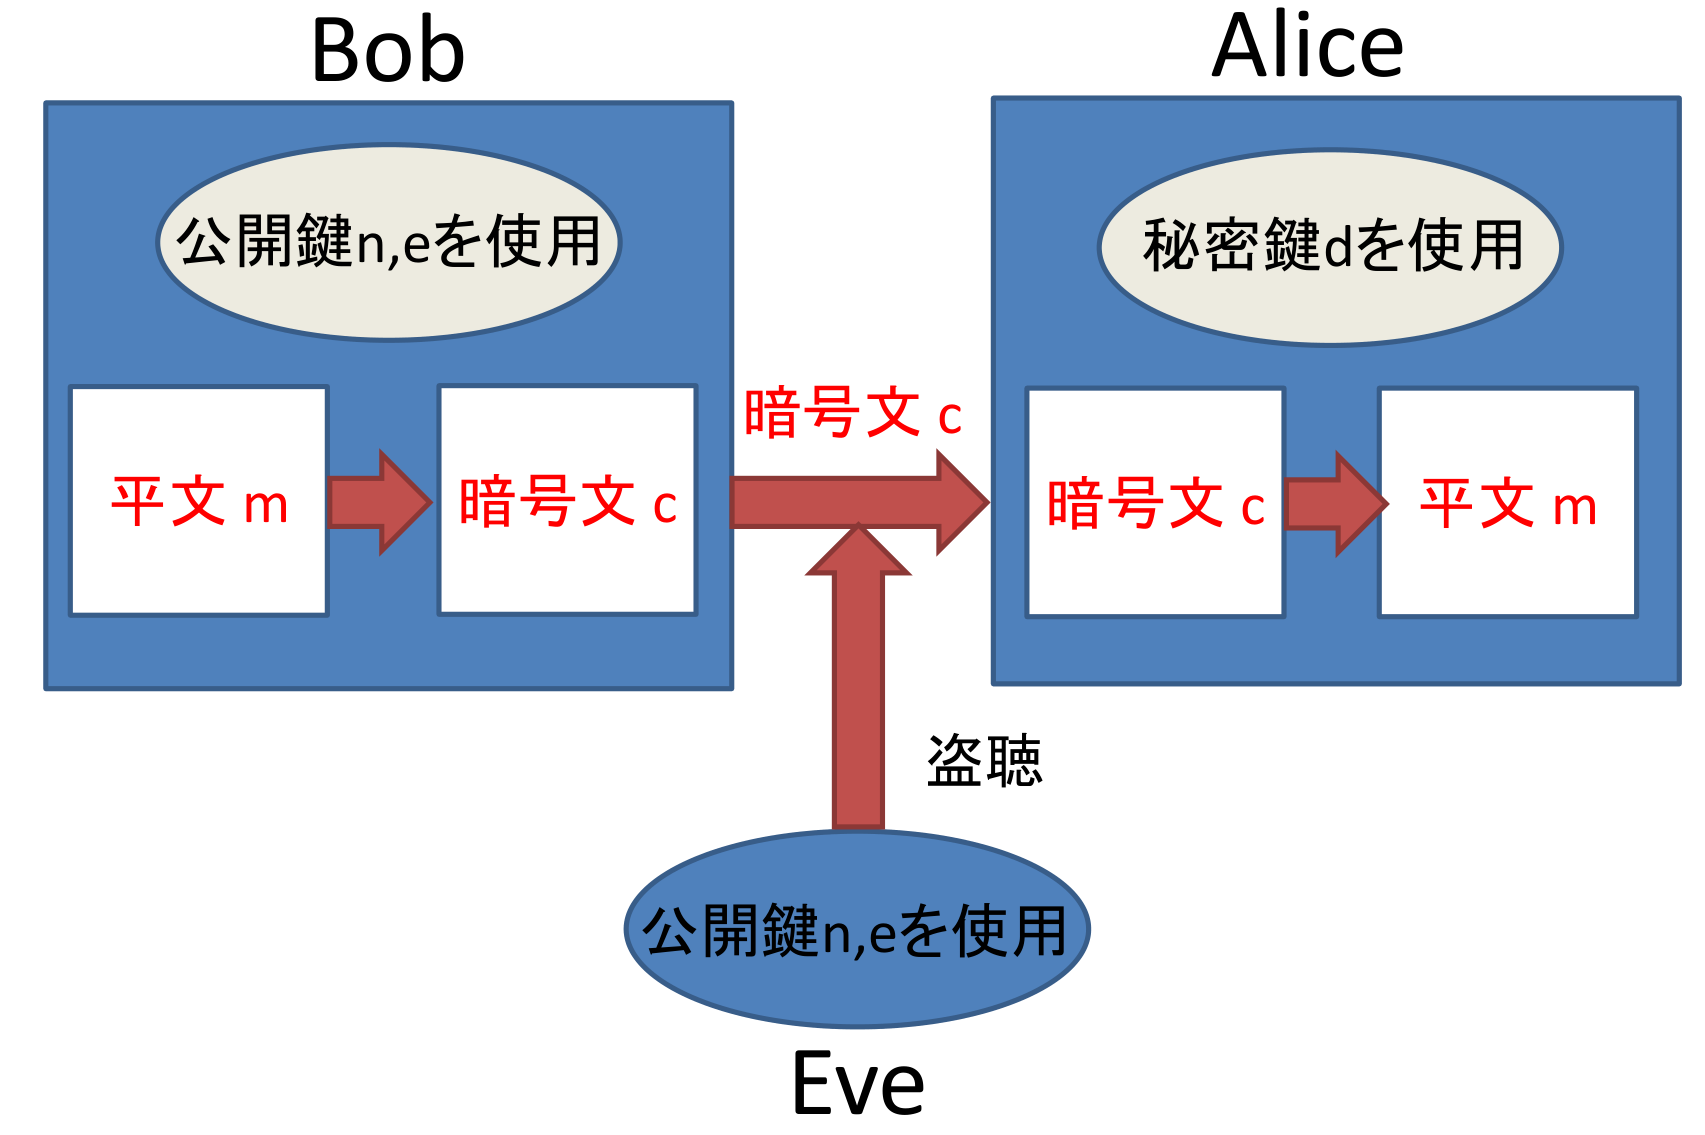 Bob
Alice
公開鍵n,eを使用
秘密鍵dを使用
暗号文 c
平文 m
暗号文 c
暗号文 c
平文 m
盗聴
公開鍵n,eを使用
Eve